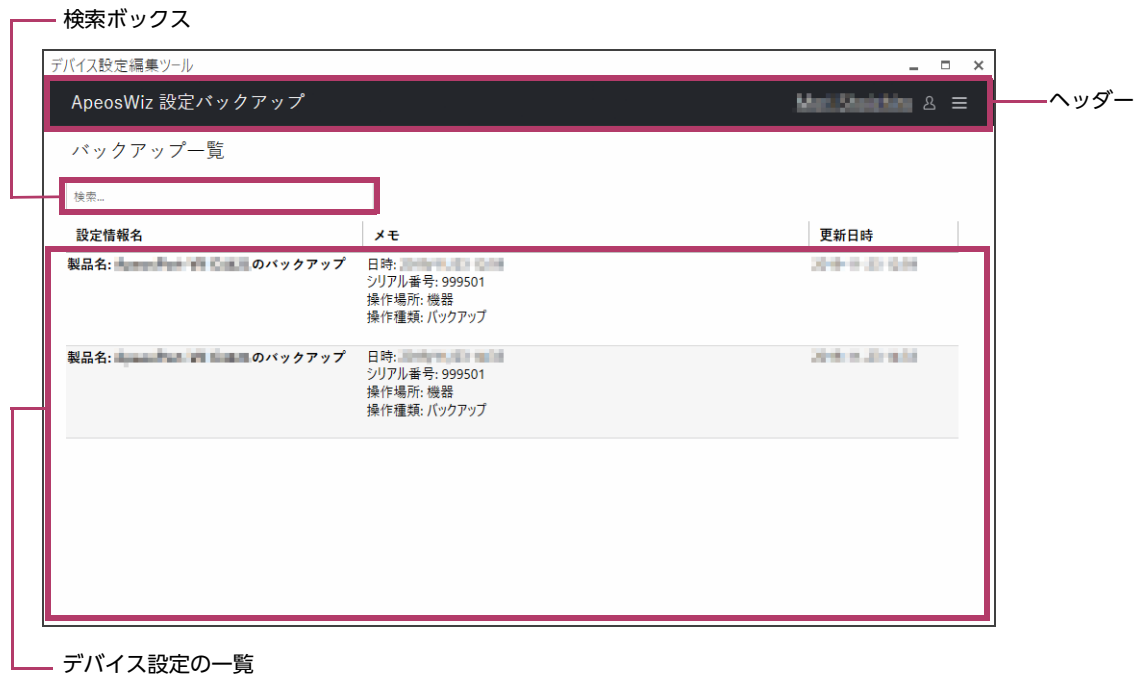 検索ボックス
デバイス設定編集ツール
ApeosWiz 設定バックアップ
ヘッダー
バックアップ一覧
検索...
設定情報名 メモ 更新日時
製品名: のバックアップ 日時:
シリアル番号: 999501
操作場所: 機器
操作種類: バックアップ
製品名: のバックアップ 日時:
シリアル番号: 999501
操作場所: 機器
操作種類: バックアップ
デバイス設定の一覧